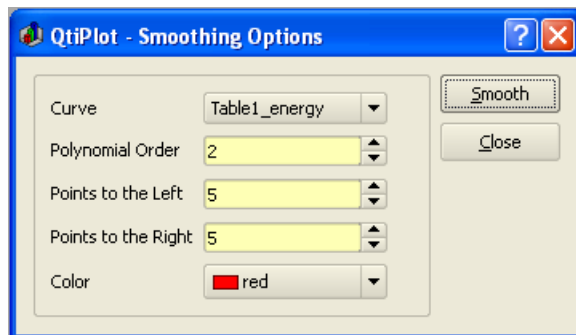 QtiPlot - Smoothing Options
Curve Table1_energy
Smooth
Polynomial Order 2
Close
Points to the Left 5
Points to the Right 5
Color red